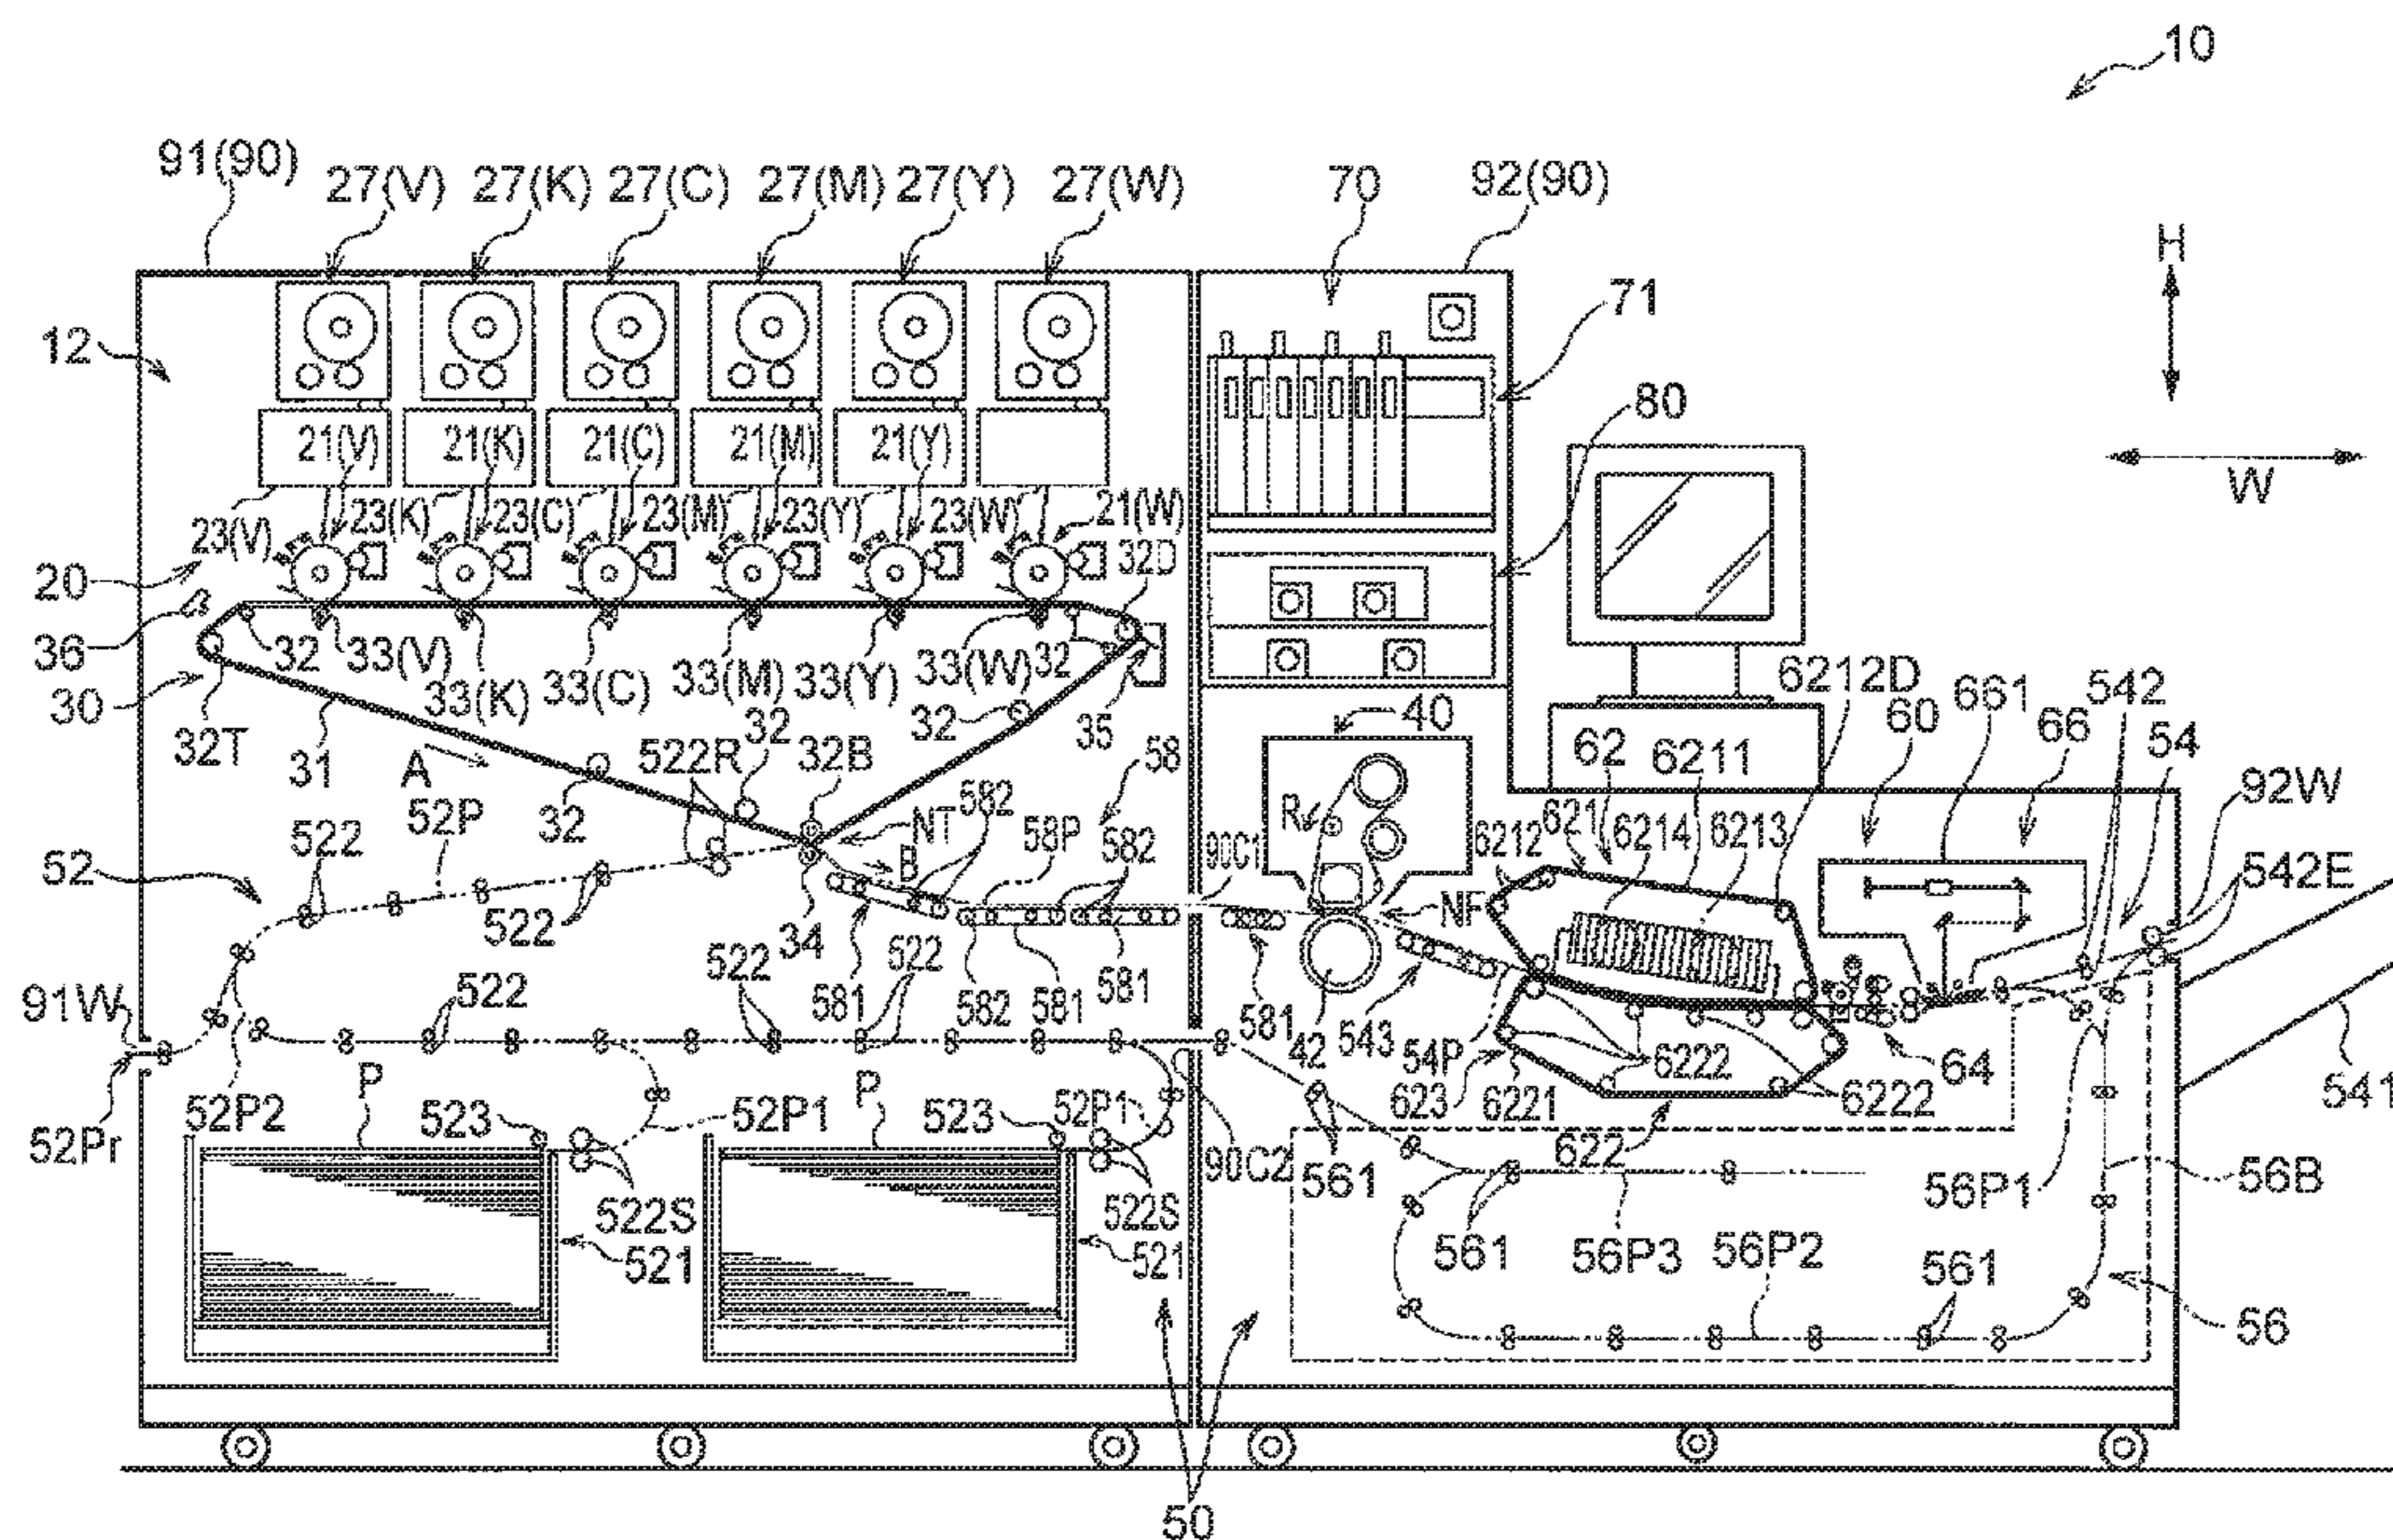 10
91(90)
27(V)
27(K)
27(C)
27(M)
27(Y)
27(W)
70
92(90)
H
71
12
80
21(V)
21(K)
21(C)
21(M)
21(Y)
W
23(V)
23(K)
23(C)
23(M)
23(Y)
23(W)
21(W)
32D
20
36
32
33(V)
33(K)
33(C)
33(M)
33(Y)
33(W)
32
35
30
32T
31
A
32
522R
32
32B
32
58
40
6212D
661
542
60
66
54
62
6211
92W
52P
522
NT
582
58P
582
90C1
R
6212
621
6214
6213
542E
52
B
NF
522
34
522
522
581
582
581
581
581
42
543
54P
623
6221
6222
6222
64
541
91W
522
52Pr
52P2
P
523
52P1
P
523
52P1
90C2
561
622
56P1
56B
522S
521
522S
521
561
56P3
56P2
561
56
50